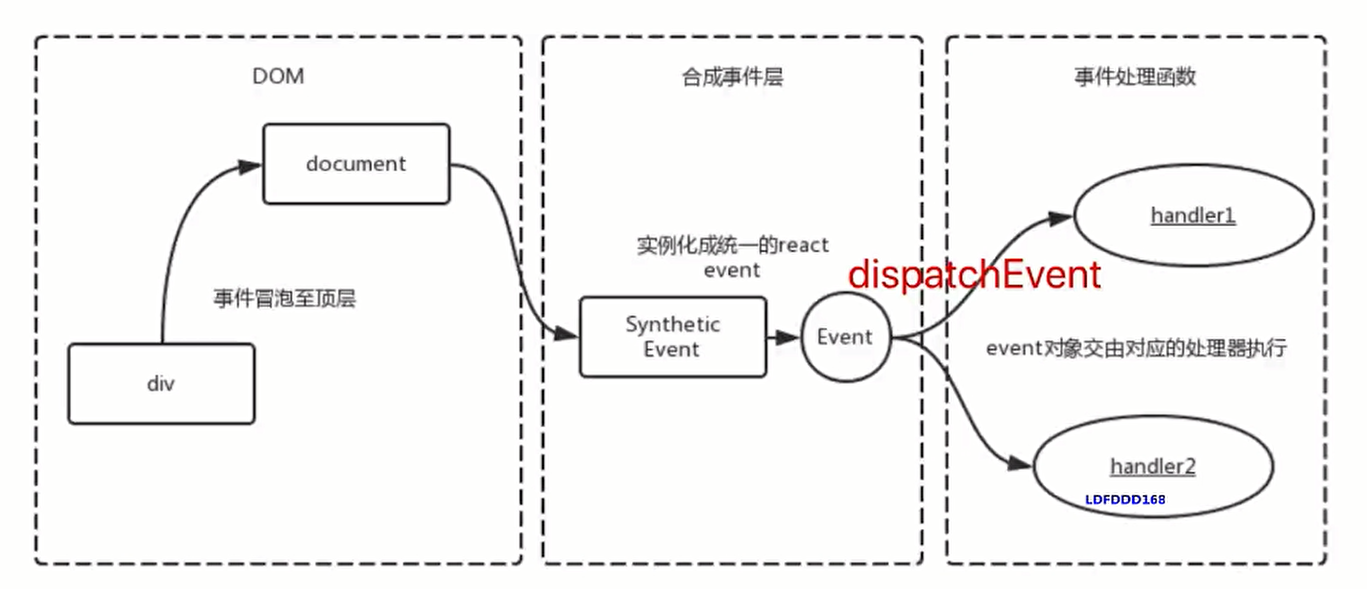 DOM
document
事件冒泡至顶层
div
合成事件层
实例化成统一的react
event
dispatchEvent
Synthetic
Event
Event
事件处理函数
handler1
event对象交由对应的处理器执行
handler2
LDFDDD168